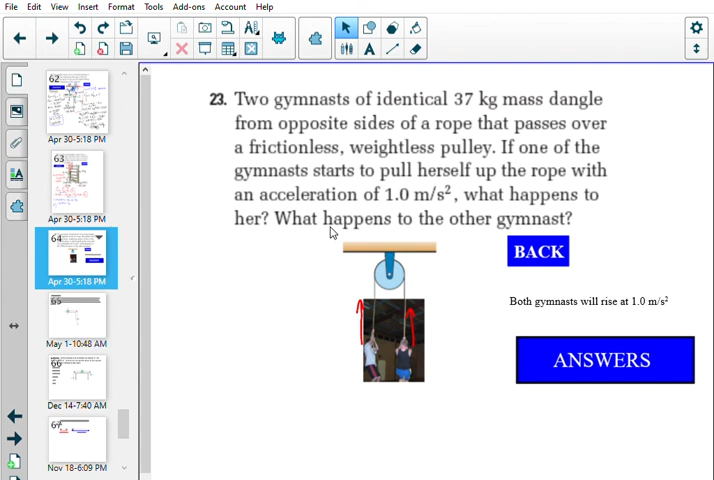 File Edit View Insert Format Tools Add-ons Account Help
62
Apr 30-5:18 PM
63
Apr 30-5:18 PM
64
Apr 30-5:18 PM
65
May 1-10:48 AM
66
Dec 14-7:40 AM
67
Nov 18-6:09 PM
23. Two gymnasts of identical 37 kg mass dangle
from opposite sides of a rope that passes over
a frictionless, weightless pulley. If one of the
gymnasts starts to pull herself up the rope with
an acceleration of 1.0 m/s², what happens to
her? What happens to the other gymnast?
BACK
Both gymnasts will rise at 1.0 m/s²
ANSWERS